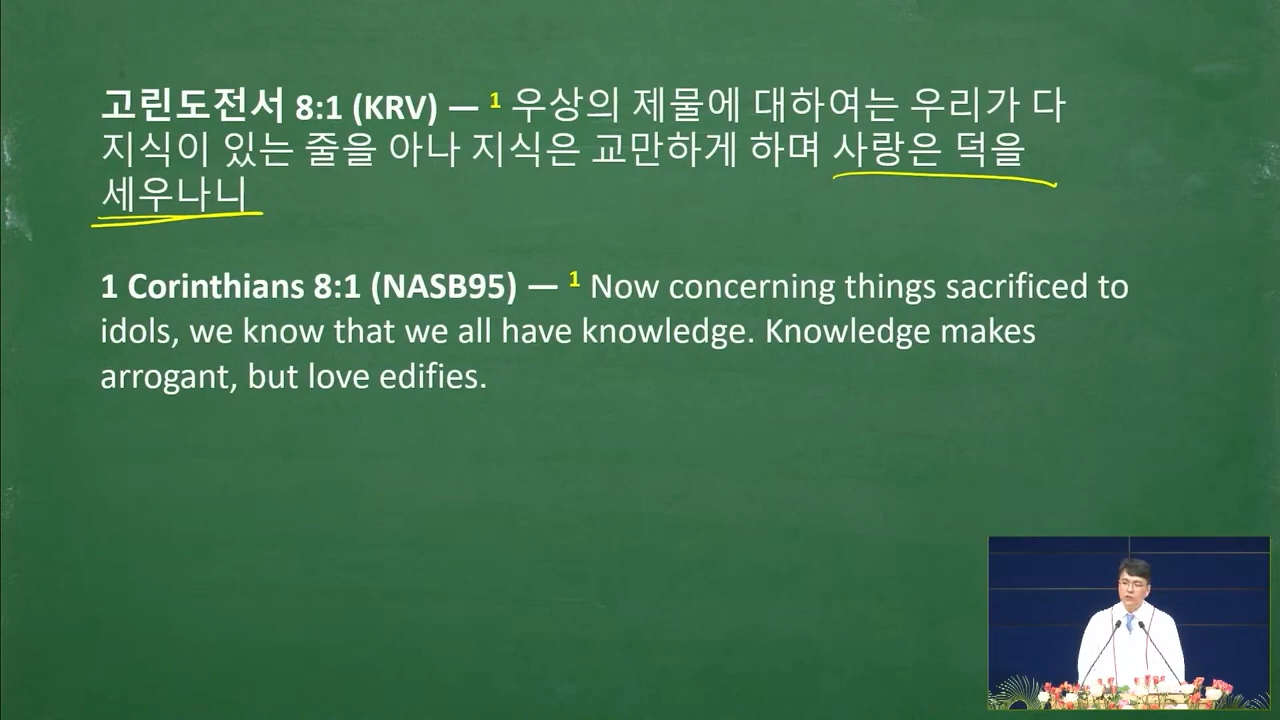 고린도전서 8:1 (KRV) — 1 우상의 제물에 대하여는 우리가 다
지식이 있는 줄을 아나 지식은 교만하게 하며 사랑은 덕을
세우나니
1 Corinthians 8:1 (NASB95) — 1 Now concerning things sacrificed to
idols, we know that we all have knowledge. Knowledge makes
arrogant, but love edifies.